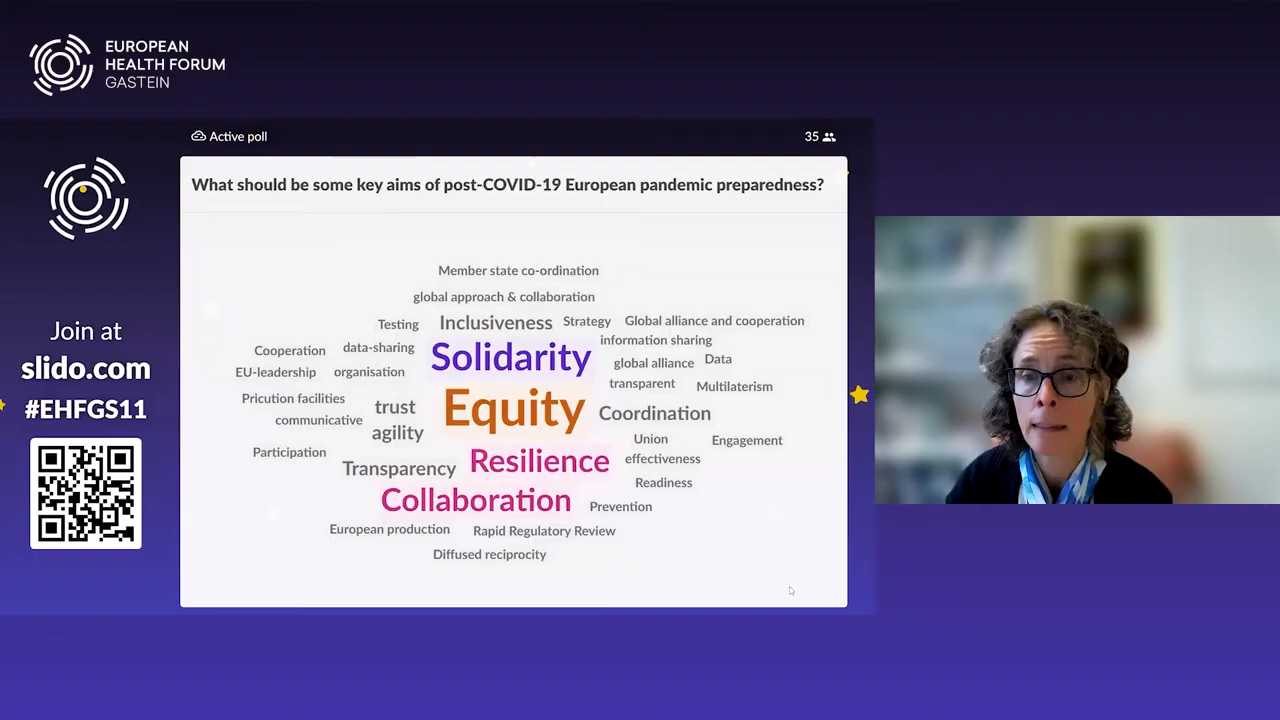 EUROPEAN
HEALTH FORUM
GASTEIN
Active poll
35
What should be some key aims of post-COVID-19 European pandemic preparedness?
Join at
slido.com
#EHFGS11
Member state co-ordination
global approach & collaboration
Testing
Inclusiveness
Strategy
Global alliance and cooperation
information sharing
Cooperation
data-sharing
Solidarity
global alliance
Data
EU-leadership
organisation
transparent
Multilaterism
Pricution facilities
trust
Equity
Coordination
communicative
agility
Union
Engagement
Participation
effectiveness
Transparency
Resilience
Readiness
Collaboration
Prevention
European production
Rapid Regulatory Review
Diffused reciprocity